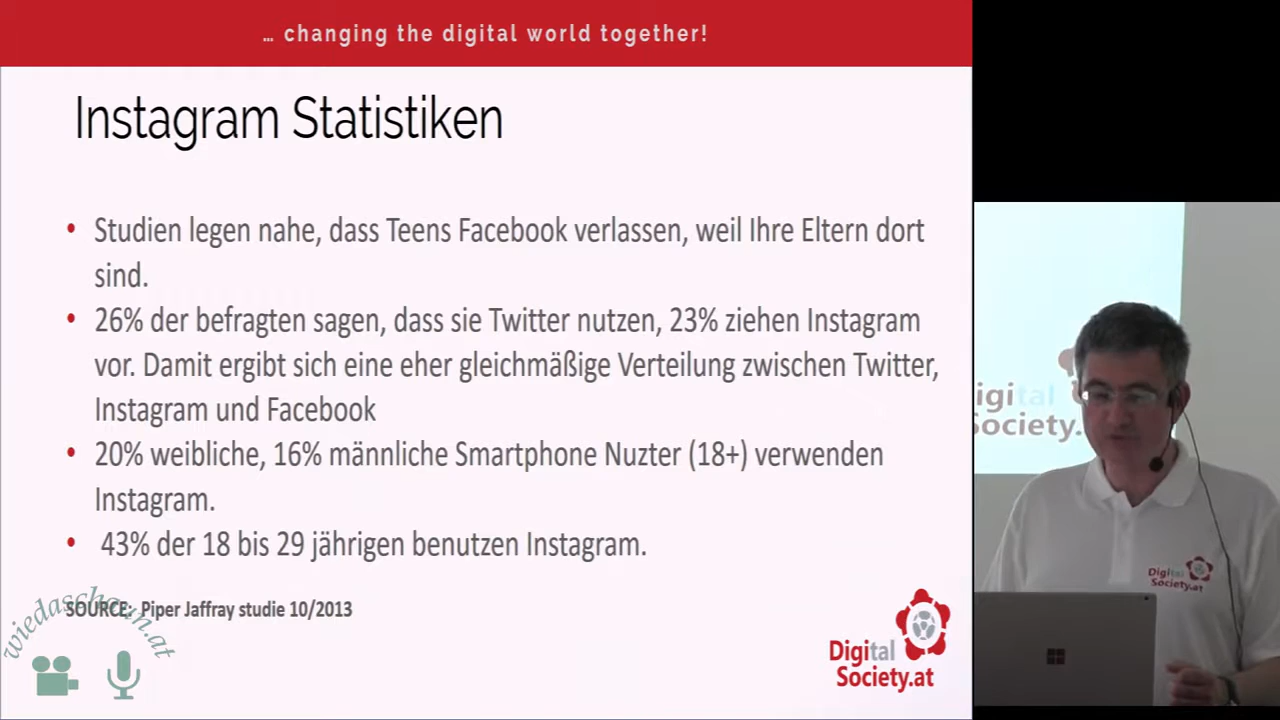 … changing the digital world together!
Instagram Statistiken
• Studien legen nahe, dass Teens Facebook verlassen, weil Ihre Eltern dort
sind.
• 26% der befragten sagen, dass sie Twitter nutzen, 23% ziehen Instagram
vor. Damit ergibt sich eine eher gleichmäßige Verteilung zwischen Twitter,
Instagram und Facebook
• 20% weibliche, 16% männliche Smartphone Nuzter (18+) verwenden
Instagram.
• 43% der 18 bis 29 jährigen benutzen Instagram.
SOURCE: Piper Jaffray studie 10/2013
wiedaschaun.at
Digital
Society.at
igital
Society.
Digital
Society.at